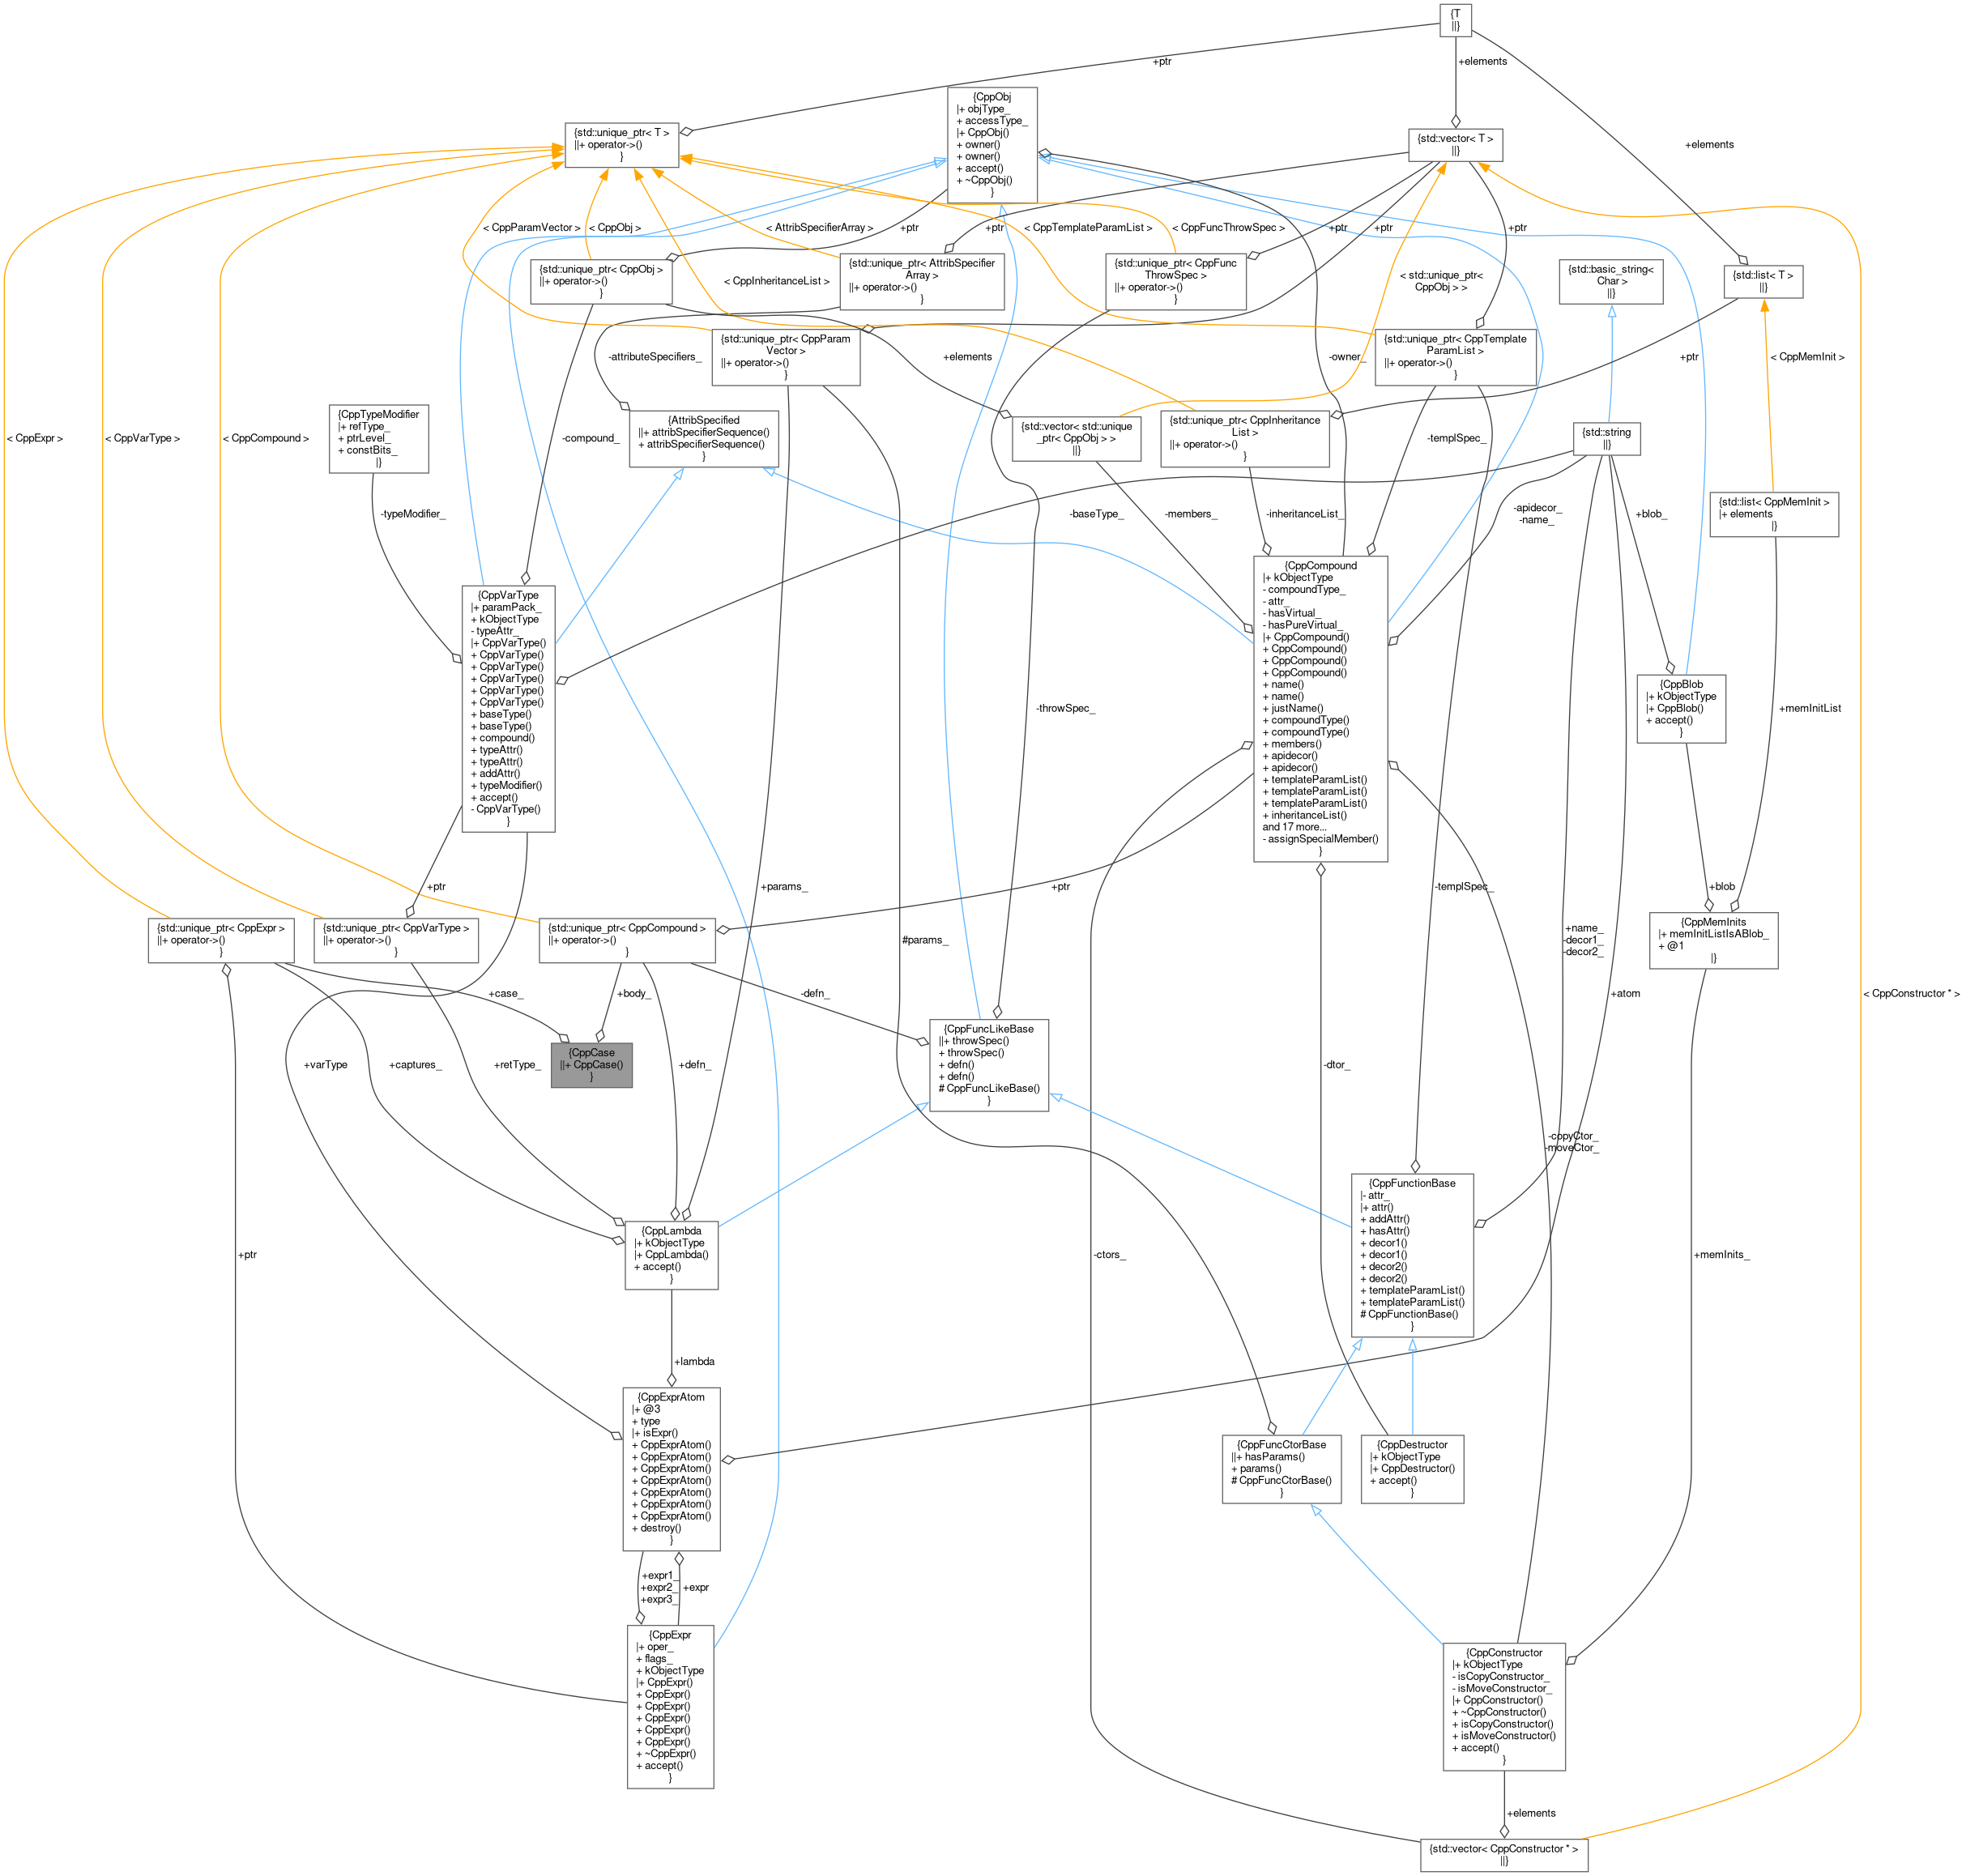 {T
||}
+ptr
+elements
+elements
{CppObj
|+ objType_
+ accessType_
|+ CppObj()
+ owner()
+ owner()
+ accept()
+ ~CppObj()
}
{std::unique_ptr< T >
||+ operator->()
}
{std::vector< T >
||}
< CppParamVector >
< CppObj >
+ptr
< AttribSpecifierArray >
+ptr
< CppTemplateParamList >
< CppFuncThrowSpec >
+ptr
+ptr
+ptr
{std::unique_ptr< CppObj >
||+ operator->()
}
< CppInheritanceList >
{std::unique_ptr< AttribSpecifier
Array >
||+ operator->()
}
{std::unique_ptr< CppFunc
ThrowSpec >
||+ operator->()
}
< std::unique_ptr<
CppObj > >
{std::basic_string<
Char >
||}
{std::list< T >
||}
-attributeSpecifiers_
{std::unique_ptr< CppParam
Vector >
||+ operator->()
}
+elements
-owner_
{std::unique_ptr< CppTemplate
ParamList >
||+ operator->()
}
+ptr
< CppMemInit >
{CppTypeModifier
|+ refType_
+ ptrLevel_
+ constBits_
|}
-compound_
{AttribSpecified
||+ attribSpecifierSequence()
+ attribSpecifierSequence()
}
{std::vector< std::unique
_ptr< CppObj > >
||}
{std::unique_ptr< CppInheritance
List >
||+ operator->()
}
-templSpec_
{std::string
||}
< CppExpr >
< CppVarType >
< CppCompound >
-typeModifier_
-baseType_
-members_
-inheritanceList_
-apidecor_
-name_
+blob_
{std::list< CppMemInit >
|+ elements
|}
{CppVarType
|+ paramPack_
+ kObjectType
- typeAttr_
|+ CppVarType()
+ CppVarType()
+ CppVarType()
+ CppVarType()
+ CppVarType()
+ CppVarType()
+ baseType()
+ baseType()
+ compound()
+ typeAttr()
+ typeAttr()
+ addAttr()
+ typeModifier()
+ accept()
- CppVarType()
}
{CppCompound
|+ kObjectType
- compoundType_
- attr_
- hasVirtual_
- hasPureVirtual_
|+ CppCompound()
+ CppCompound()
+ CppCompound()
+ CppCompound()
+ name()
+ name()
+ justName()
+ compoundType()
+ compoundType()
+ members()
+ apidecor()
+ apidecor()
+ templateParamList()
+ templateParamList()
+ templateParamList()
+ inheritanceList()
and 17 more...
- assignSpecialMember()
}
-throwSpec_
{CppBlob
|+ kObjectType
|+ CppBlob()
+ accept()
}
+memInitList
+ptr
+params_
+ptr
-templSpec_
+blob
{std::unique_ptr< CppExpr >
||+ operator->()
}
{std::unique_ptr< CppVarType >
||+ operator->()
}
{std::unique_ptr< CppCompound >
||+ operator->()
}
#params_
+name_
-decor1_
-decor2_
{CppMemInits
|+ memInitListIsABlob_
+ @1
|}
+case_
+body_
-defn_
+atom
< CppConstructor * >
{CppCase
||+ CppCase()
}
{CppFuncLikeBase
||+ throwSpec()
+ throwSpec()
+ defn()
+ defn()
# CppFuncLikeBase()
}
+varType
+captures_
+retType_
+defn_
-dtor_
-copyCtor_
-moveCtor_
{CppFunctionBase
|- attr_
|+ attr()
+ addAttr()
+ hasAttr()
+ decor1()
+ decor1()
+ decor2()
+ decor2()
+ templateParamList()
+ templateParamList()
# CppFunctionBase()
}
+ptr
{CppLambda
|+ kObjectType
|+ CppLambda()
+ accept()
}
-ctors_
+memInits_
+lambda
{CppExprAtom
|+ @3
+ type
|+ isExpr()
+ CppExprAtom()
+ CppExprAtom()
+ CppExprAtom()
+ CppExprAtom()
+ CppExprAtom()
+ CppExprAtom()
+ CppExprAtom()
+ destroy()
}
{CppFuncCtorBase
||+ hasParams()
+ params()
# CppFuncCtorBase()
}
{CppDestructor
|+ kObjectType
|+ CppDestructor()
+ accept()
}
+expr1_
+expr2_
+expr3_
+expr
{CppExpr
|+ oper_
+ flags_
+ kObjectType
|+ CppExpr()
+ CppExpr()
+ CppExpr()
+ CppExpr()
+ CppExpr()
+ CppExpr()
+ ~CppExpr()
+ accept()
}
{CppConstructor
|+ kObjectType
- isCopyConstructor_
- isMoveConstructor_
|+ CppConstructor()
+ ~CppConstructor()
+ isCopyConstructor()
+ isMoveConstructor()
+ accept()
}
+elements
{std::vector< CppConstructor * >
||}